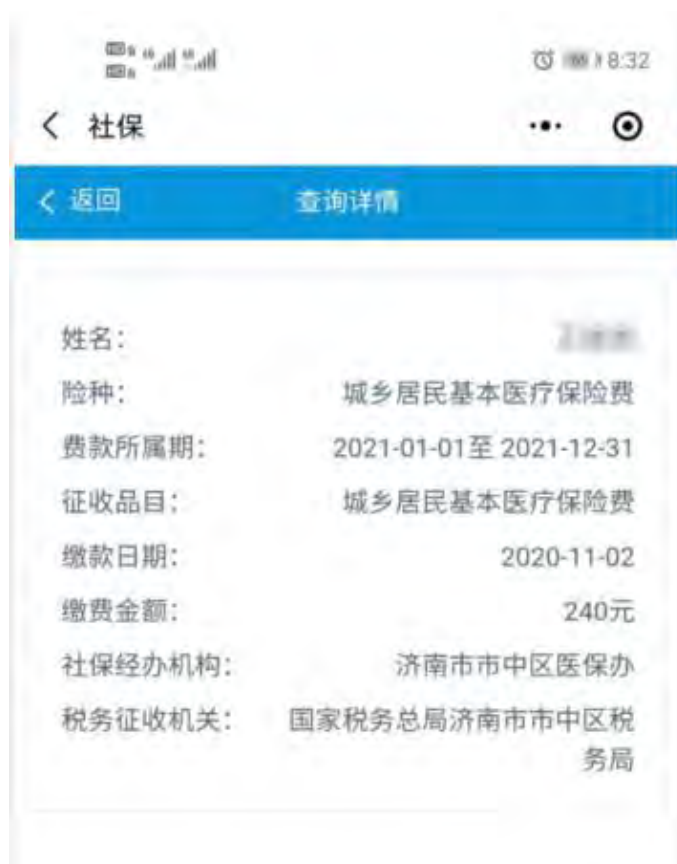 8:32
社保
返回 查询详情
姓名:
险种: 城乡居民基本医疗保险费
费款所属期: 2021-01-01至 2021-12-31
征收品目: 城乡居民基本医疗保险费
缴款日期: 2020-11-02
缴费金额: 240元
社保经办机构: 济南市市中区医保办
税务征收机关: 国家税务总局济南市市中区税
务局